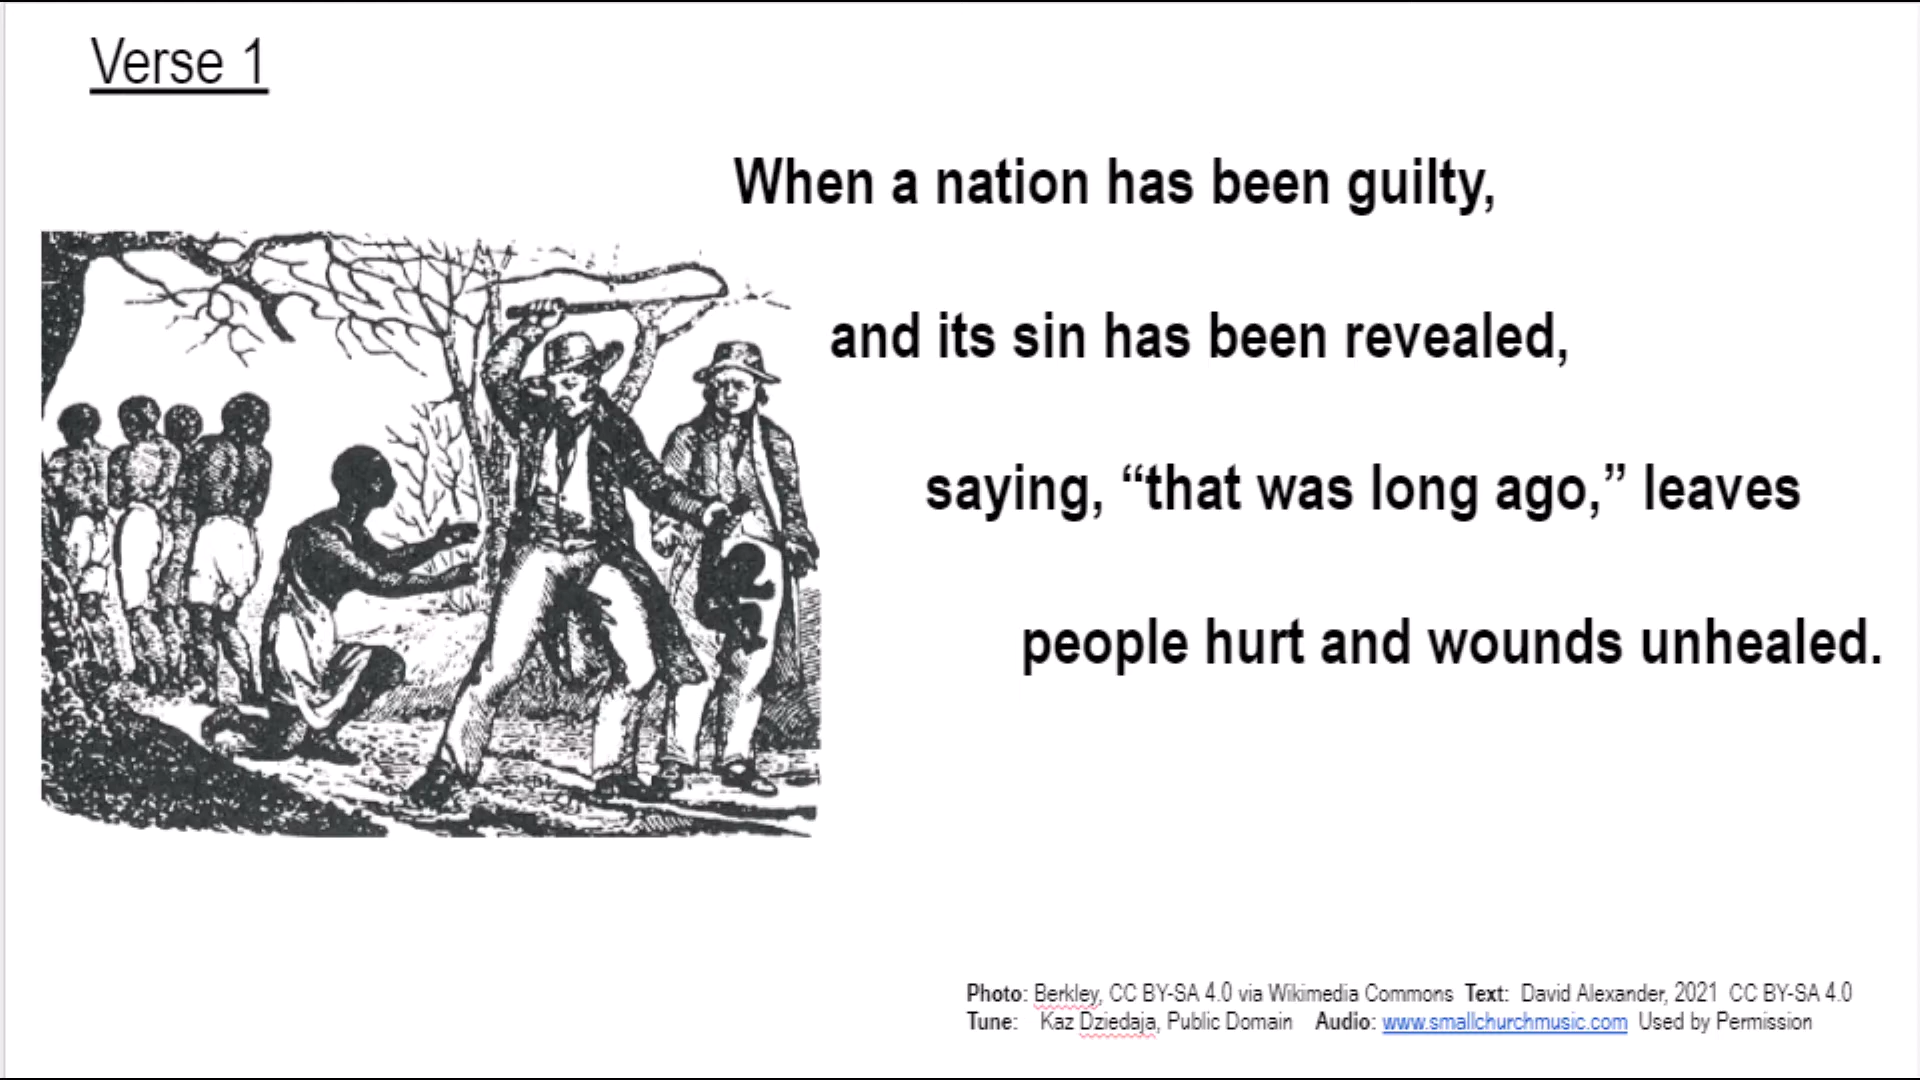 Verse 1
When a nation has been guilty,
and its sin has been revealed,
saying, “that was long ago,” leaves
people hurt and wounds unhealed.
Photo: Berkley, CC BY-SA 4.0 via Wikimedia Commons Text: David Alexander, 2021 CC BY-SA 4.0
Tune: Kaz Dziedaja, Public Domain Audio: www.smallchurchmusic.com Used by Permission